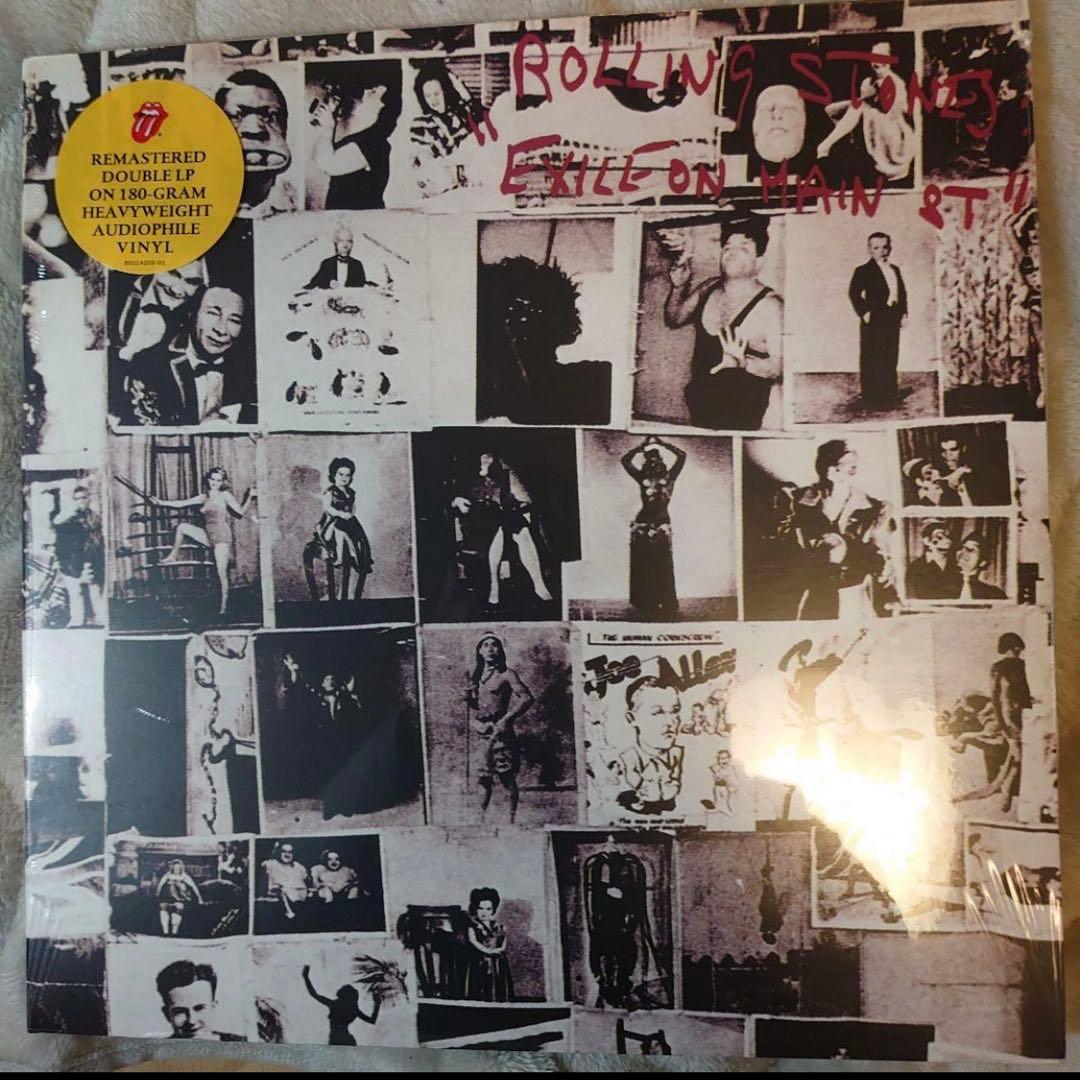 ROLLING STONES
"EXILE ON MAIN ST"
REMASTERED
DOUBLE LP
ON 180-GRAM
HEAVYWEIGHT
AUDIOPHILE
VINYL
THE HUMAN CORKSCREW
Joe Allen